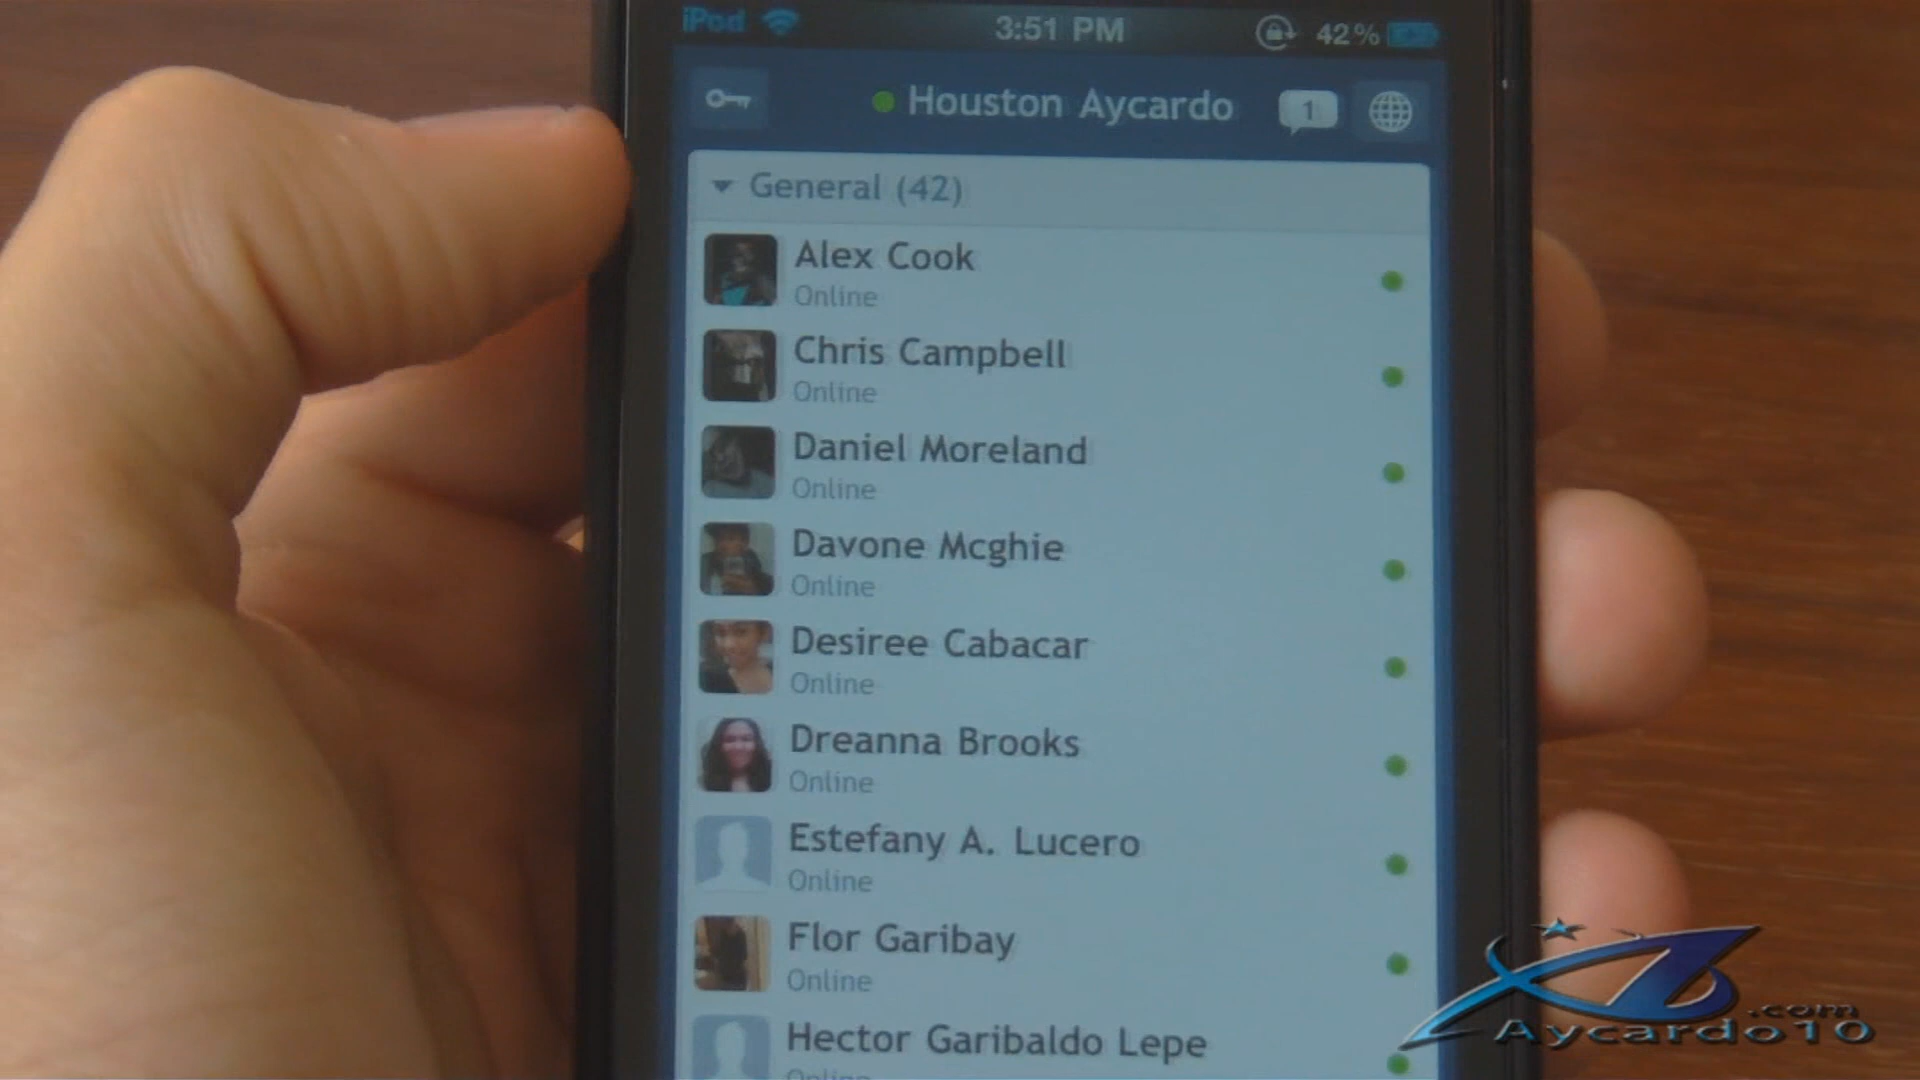 iPod 3:51 PM 42%
Houston Aycardo 1
General (42)
Alex Cook
Online
Chris Campbell
Online
Daniel Moreland
Online
Davone Mcghie
Online
Desiree Cabacar
Online
Dreanna Brooks
Online
Estefany A. Lucero
Online
Flor Garibay
Online
Hector Garibaldo Lepe
Online
.com
Aycardo10